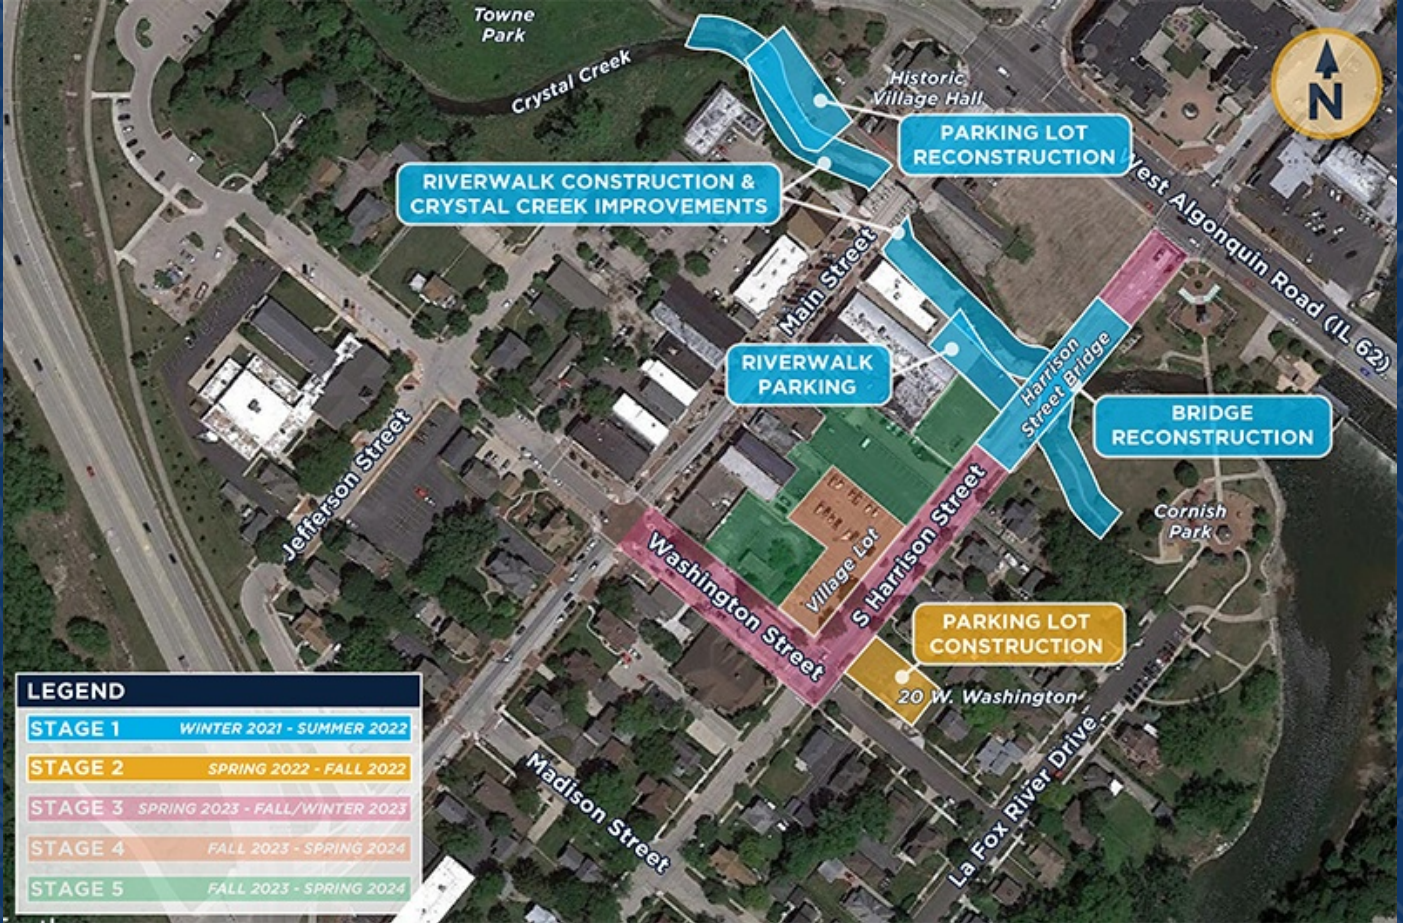 Towne
Park
Crystal Creek
Historic
Village Hall
N
PARKING LOT
RECONSTRUCTION
West Algonquin Road (IL 62)
RIVERWALK CONSTRUCTION &
CRYSTAL CREEK IMPROVEMENTS
Main Street
RIVERWALK
PARKING
Harrison
Street Bridge
BRIDGE
RECONSTRUCTION
Jefferson Street
Cornish
Park
Washington Street
Village Lot
S Harrison Street
PARKING LOT
CONSTRUCTION
20 W. Washington
Madison Street
La Fox River Drive
LEGEND
STAGE 1 WINTER 2021 - SUMMER 2022
STAGE 2 SPRING 2022 - FALL 2022
STAGE 3 SPRING 2023 - FALL/WINTER 2023
STAGE 4 FALL 2023 - SPRING 2024
STAGE 5 FALL 2023 - SPRING 2024